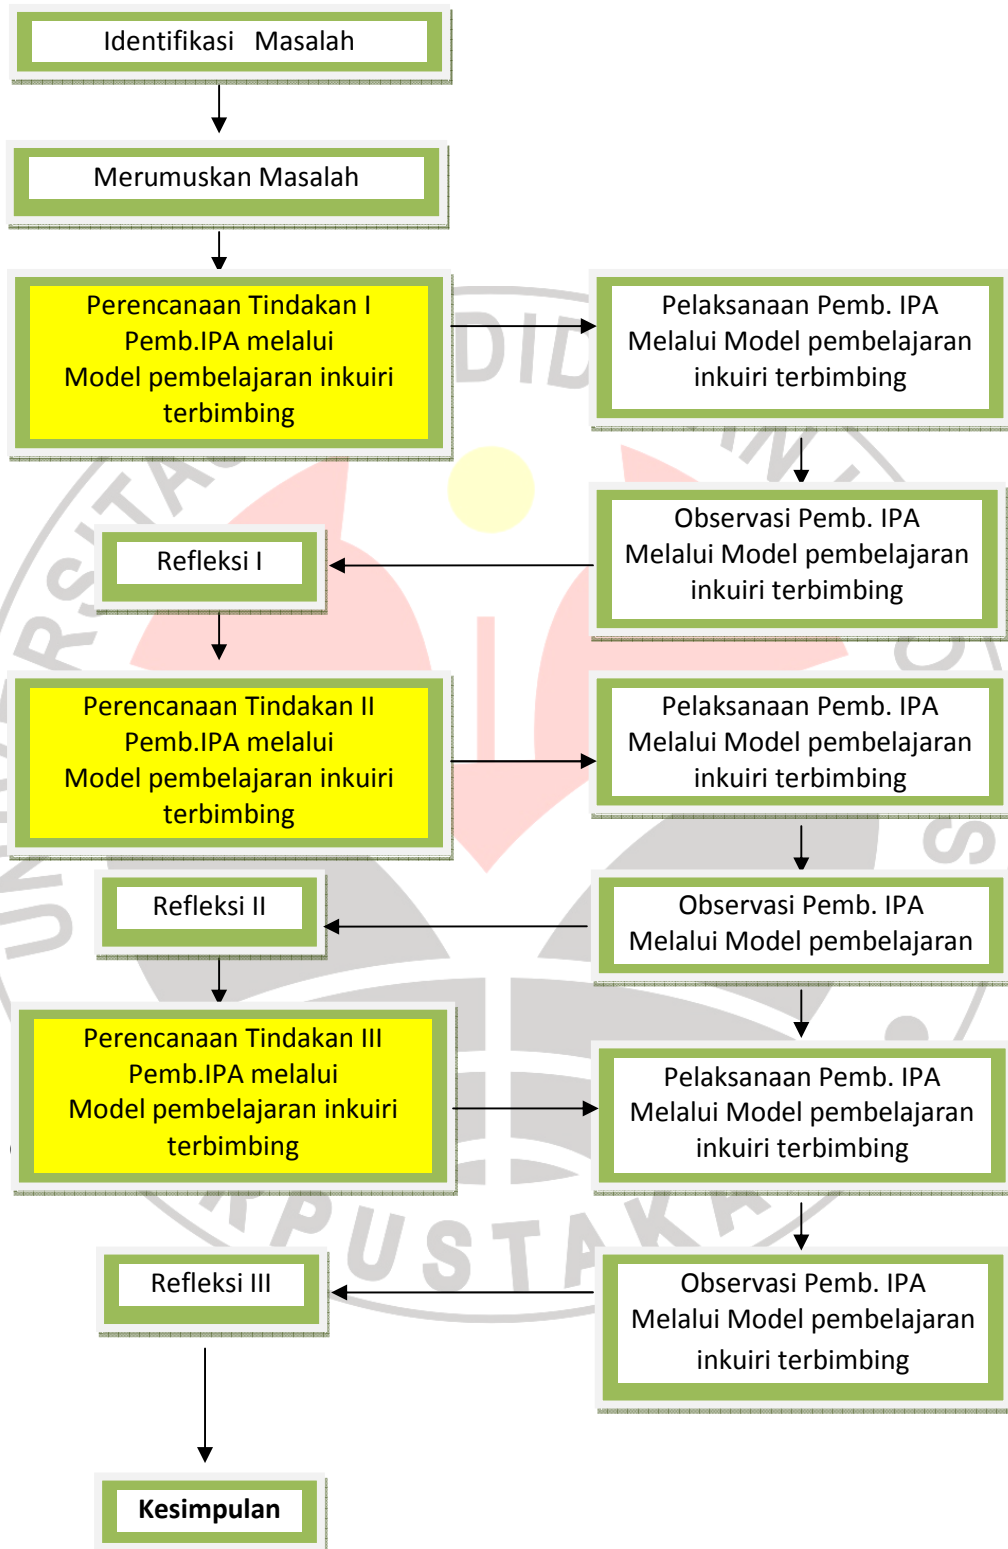 Identifikasi Masalah
Merumuskan Masalah
Perencanaan Tindakan I
Pemb.IPA melalui
Model pembelajaran inkuiri
terbimbing
Pelaksanaan Pemb. IPA
Melalui Model pembelajaran
inkuiri terbimbing
Observasi Pemb. IPA
Melalui Model pembelajaran
inkuiri terbimbing
Refleksi I
Perencanaan Tindakan II
Pemb.IPA melalui
Model pembelajaran inkuiri
terbimbing
Pelaksanaan Pemb. IPA
Melalui Model pembelajaran
inkuiri terbimbing
Observasi Pemb. IPA
Melalui Model pembelajaran
Refleksi II
Perencanaan Tindakan III
Pemb.IPA melalui
Model pembelajaran inkuiri
terbimbing
Pelaksanaan Pemb. IPA
Melalui Model pembelajaran
inkuiri terbimbing
Observasi Pemb. IPA
Melalui Model pembelajaran
inkuiri terbimbing
Refleksi III
Kesimpulan